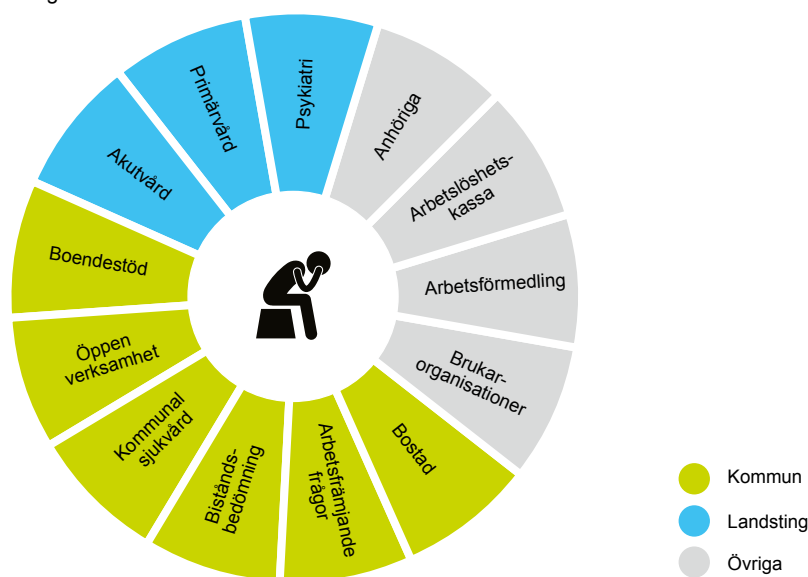 Psykiatri
Anhöriga
Arbetslöshets-
kassa
Arbetsförmedling
Brukar-
organisationer
Bostad
Arbetsfrämjande
frågor
Bistånds-
bedömning
Kommunal
sjukvård
Öppen
verksamhet
Boendestöd
Akutvård
Primärvård
Kommun
Landsting
Övriga